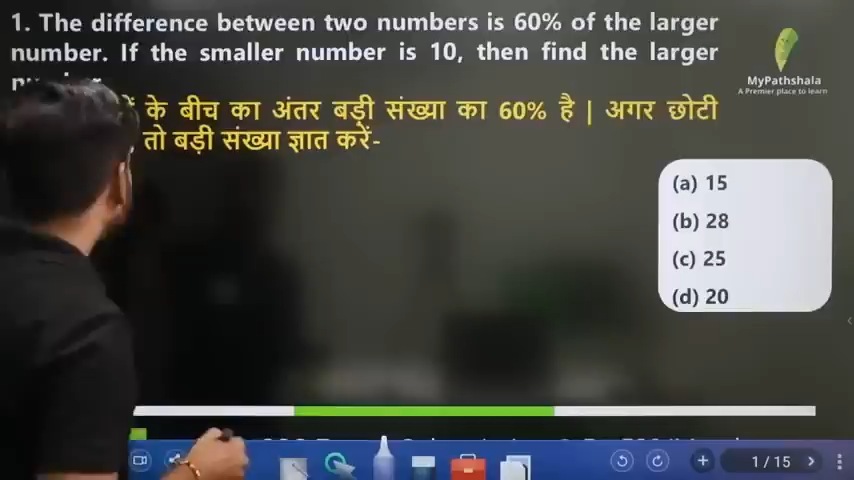 1. The difference between two numbers is 60% of the larger
number. If the smaller number is 10, then find the larger
के बीच का अंतर बड़ी संख्या का 60% है | अगर छोटी
तो बड़ी संख्या ज्ञात करें-
MyPathshala
A Premier place to learn
(a) 15
(b) 28
(c) 25
(d) 20
1 / 15